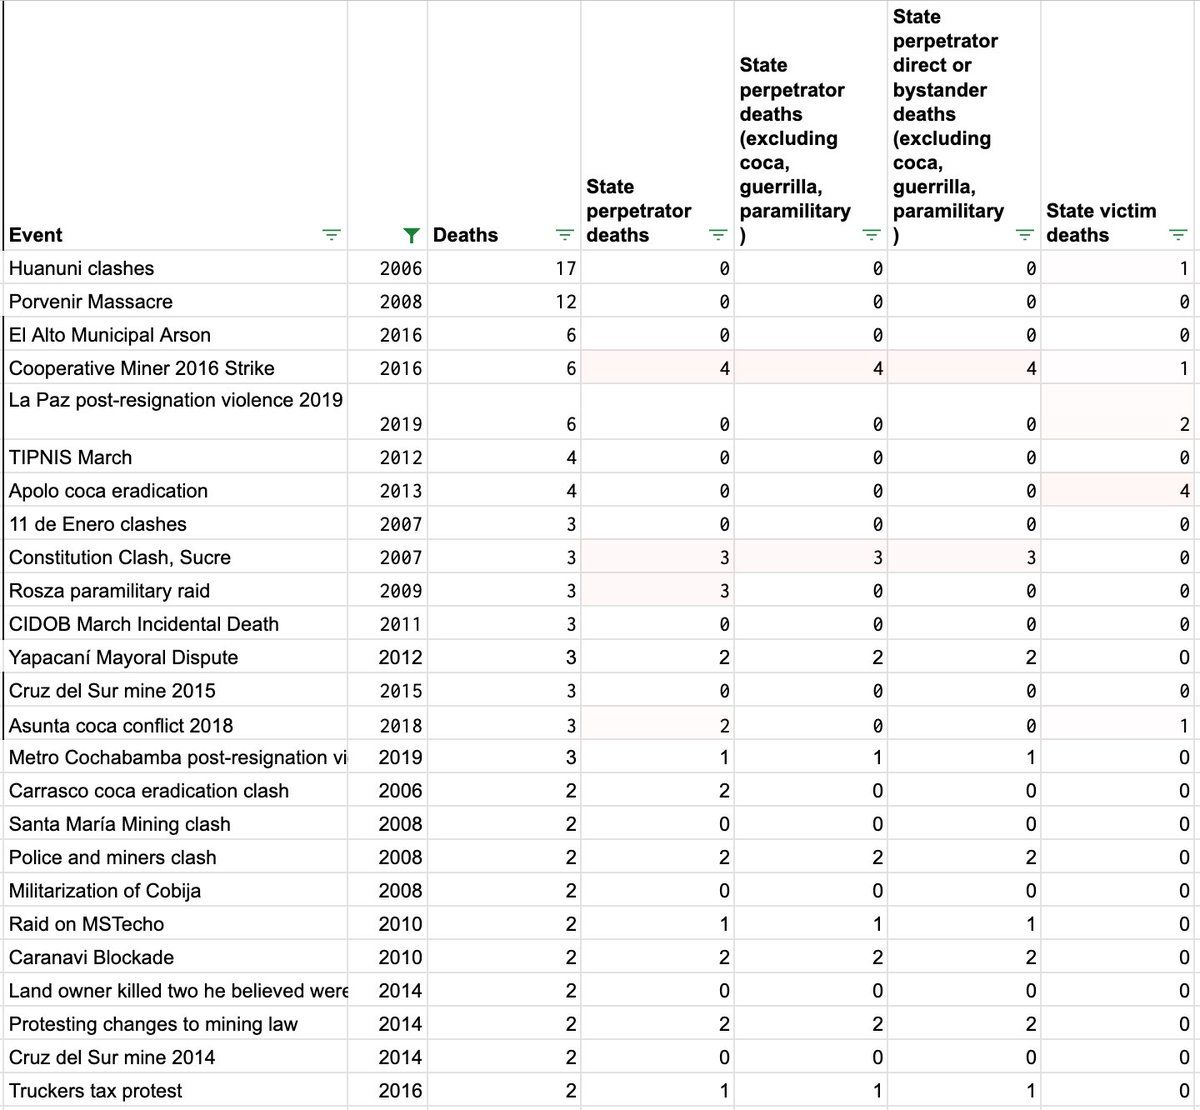 Event Deaths State perpetrator deaths State perpetrator deaths (excluding coca, guerrilla, paramilitary) State perpetrator direct or bystander deaths (excluding coca, guerrilla, paramilitary) State victim deaths
Huanuni clashes 2006 17 0 0 0 1
Porvenir Massacre 2008 12 0 0 0 0
El Alto Municipal Arson 2016 6 0 0 0 0
Cooperative Miner 2016 Strike 2016 6 4 4 4 1
La Paz post-resignation violence 2019 2019 6 0 0 0 2
TIPNIS March 2012 4 0 0 0 0
Apolo coca eradication 2013 4 0 0 0 4
11 de Enero clashes 2007 3 0 0 0 0
Constitution Clash, Sucre 2007 3 3 3 3 0
Rosza paramilitary raid 2009 3 3 0 0 0
CIDOB March Incidental Death 2011 3 0 0 0 0
Yapacaní Mayoral Dispute 2012 3 2 2 2 0
Cruz del Sur mine 2015 2015 3 0 0 0 0
Asunta coca conflict 2018 2018 3 2 0 0 1
Metro Cochabamba post-resignation vi 2019 3 1 1 1 0
Carrasco coca eradication clash 2006 2 2 0 0 0
Santa María Mining clash 2008 2 0 0 0 0
Police and miners clash 2008 2 2 2 2 0
Militarization of Cobija 2008 2 0 0 0 0
Raid on MSTecho 2010 2 1 1 1 0
Caranavi Blockade 2010 2 2 2 2 0
Land owner killed two he believed were 2014 2 0 0 0 0
Protesting changes to mining law 2014 2 2 2 2 0
Cruz del Sur mine 2014 2014 2 0 0 0 0
Truckers tax protest 2016 2 1 1 1 0